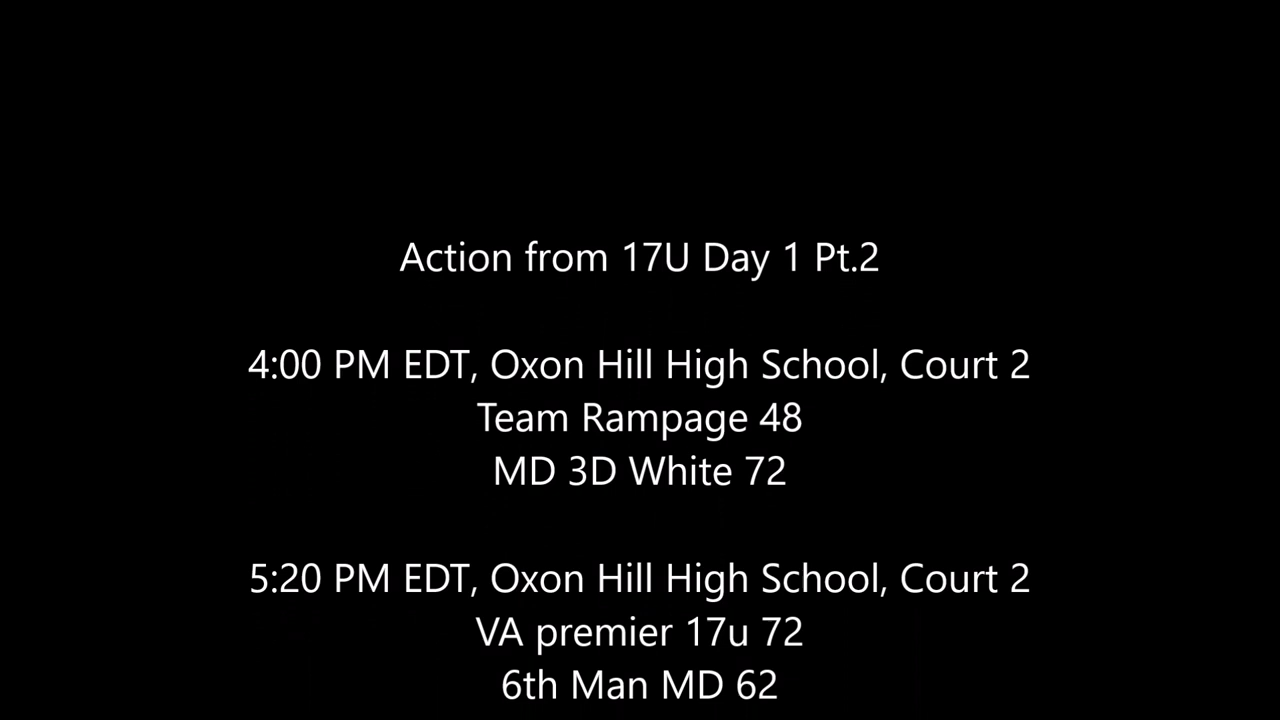 Action from 17U Day 1 Pt.2
4:00 PM EDT, Oxon Hill High School, Court 2
Team Rampage 48
MD 3D White 72
5:20 PM EDT, Oxon Hill High School, Court 2
VA premier 17u 72
6th Man MD 62